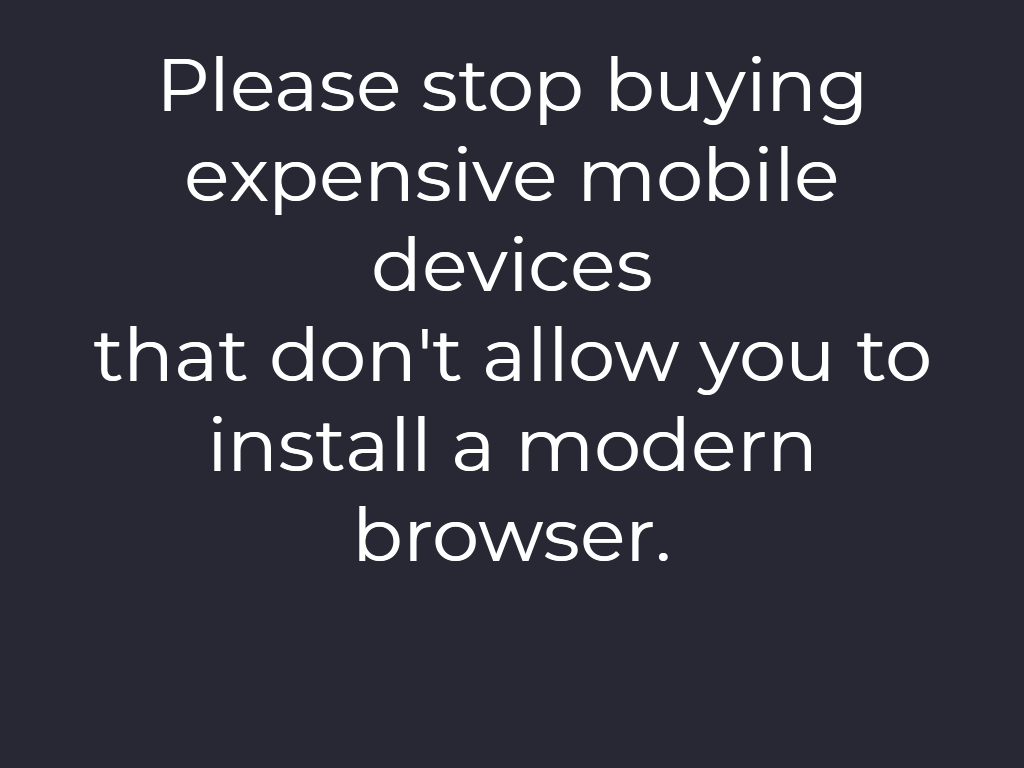 Please stop buying
expensive mobile
devices
that don't allow you to
install a modern
browser.